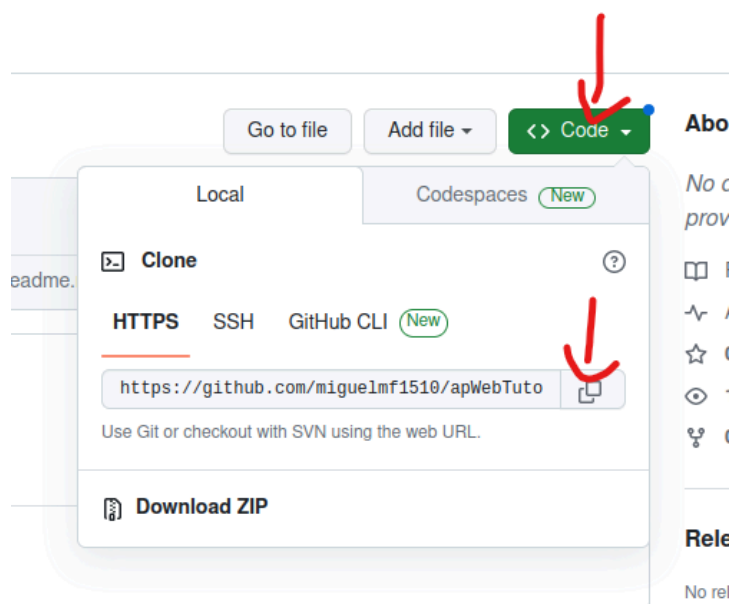 Go to file
Add file
Code
Abo
Local
Codespaces New
No
prov
Clone
eadme.
HTTPS
SSH
GitHub CLI New
https://github.com/miguelmf1510/apWebTuto
Use Git or checkout with SVN using the web URL.
Download ZIP
Rele
No rel